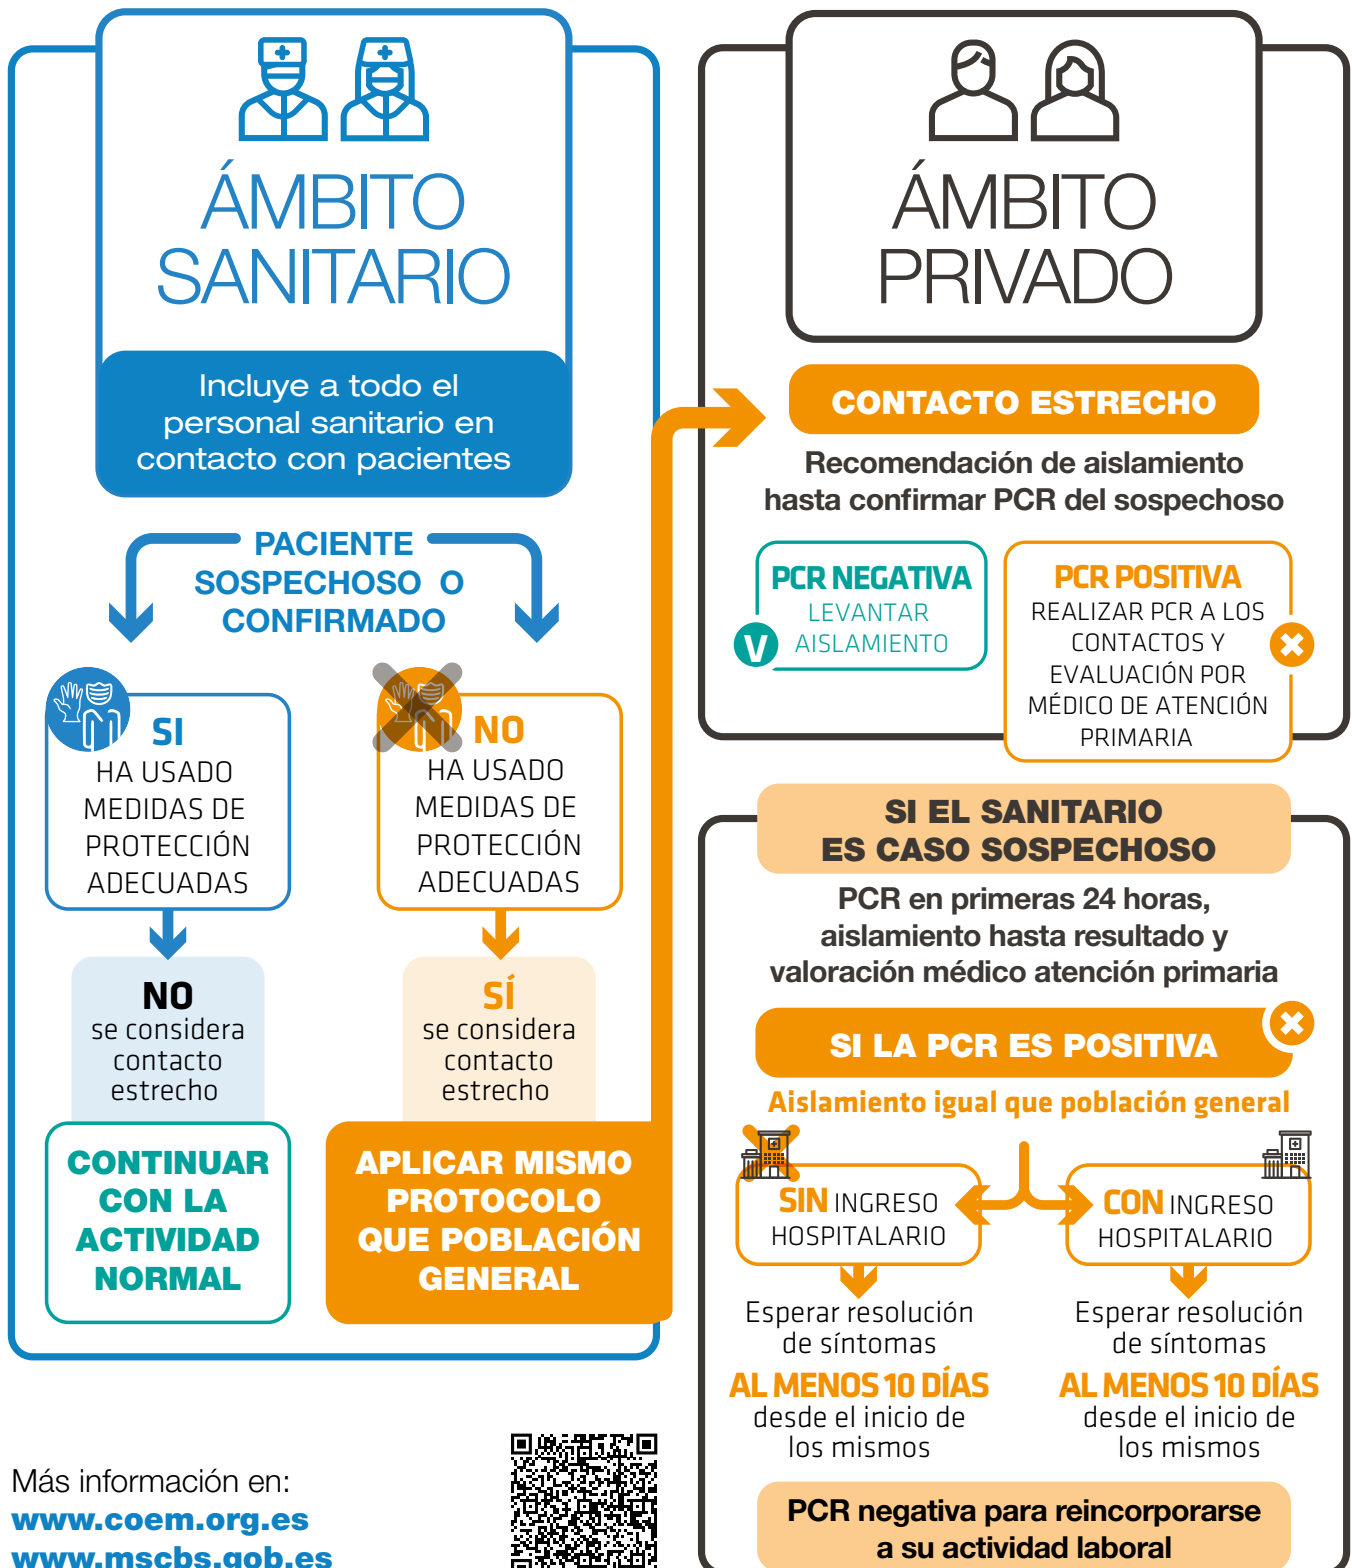 ÁMBITO
SANITARIO
Incluye a todo el
personal sanitario en
contacto con pacientes
PACIENTE
SOSPECHOSO O
CONFIRMADO
SI
HA USADO
MEDIDAS DE
PROTECCIÓN
ADECUADAS
NO
se considera
contacto
estrecho
CONTINUAR
CON LA
ACTIVIDAD
NORMAL
NO
HA USADO
MEDIDAS DE
PROTECCIÓN
ADECUADAS
SÍ
se considera
contacto
estrecho
APLICAR MISMO
PROTOCOLO
QUE POBLACIÓN
GENERAL
ÁMBITO
PRIVADO
CONTACTO ESTRECHO
Recomendación de aislamiento
hasta confirmar PCR del sospechoso
PCR NEGATIVA
LEVANTAR
AISLAMIENTO
V
PCR POSITIVA
REALIZAR PCR A LOS
CONTACTOS Y
EVALUACIÓN POR
MÉDICO DE ATENCIÓN
PRIMARIA
SI EL SANITARIO
ES CASO SOSPECHOSO
PCR en primeras 24 horas,
aislamiento hasta resultado y
valoración médico atención primaria
SI LA PCR ES POSITIVA
Aislamiento igual que población general
SIN INGRESO
HOSPITALARIO
Esperar resolución
de síntomas
AL MENOS 10 DÍAS
desde el inicio de
los mismos
CON INGRESO
HOSPITALARIO
Esperar resolución
de síntomas
AL MENOS 10 DÍAS
desde el inicio de
los mismos
PCR negativa para reincorporarse
a su actividad laboral
Más información en:
www.coem.org.es
www.mscbs.gob.es